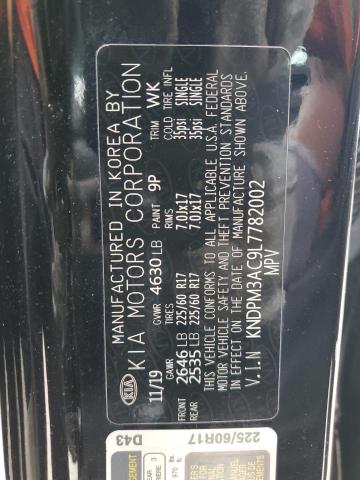 MANUFACTURED IN KOREA BY
KIA KIA MOTORS CORPORATION
11/19 GVWR 4630 LB PAINT 9P TRIM WK
GAWR TIRES RIMS COLD TIRE INFL
FRONT 2646 LB 225/60 R17 7.0Jx17 35psi SINGLE
REAR 2535 LB 225/60 R17 7.0Jx17 35psi SINGLE
THIS VEHICLE CONFORMS TO ALL APPLICABLE U.S.A. FEDERAL
MOTOR VEHICLE SAFETY AND THEFT PREVENTION STANDARDS
IN EFFECT ON THE DATE OF MANUFACTURE SHOWN ABOVE.
V.I.N : KNDPM3AC9L7782002
MPV
D43
225/60R17